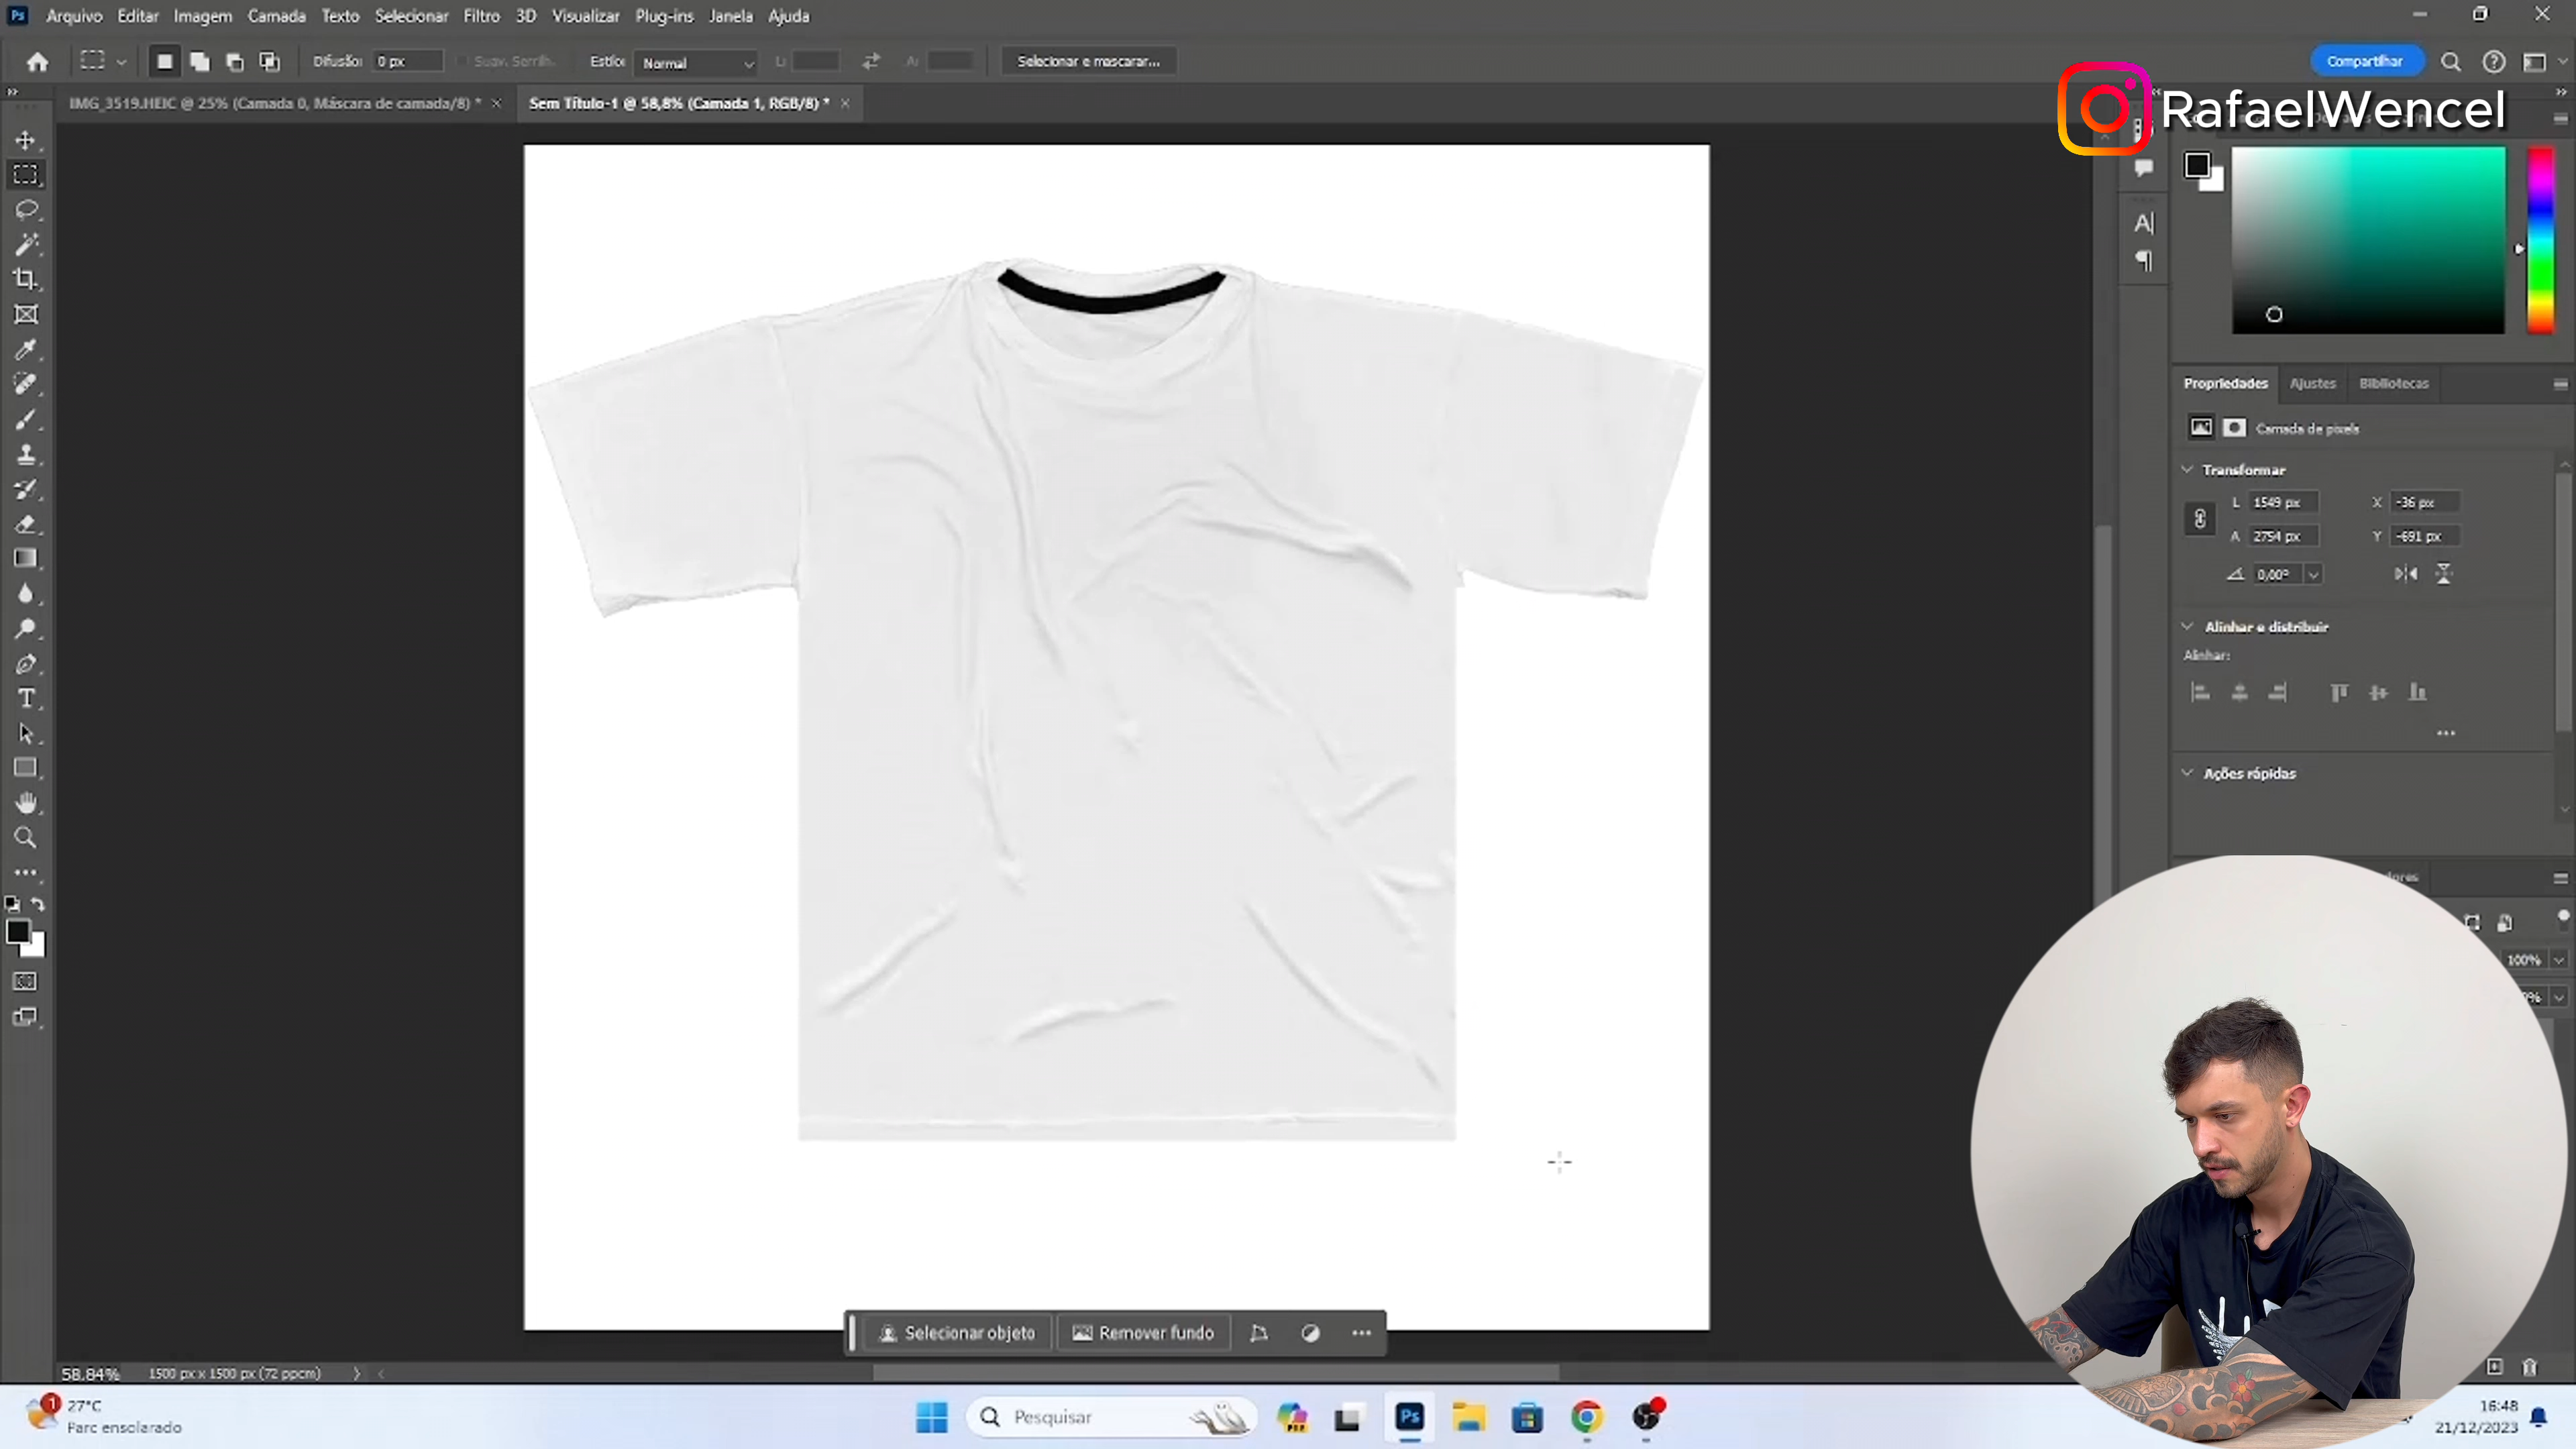 Ps Arquivo Editar Imagem Camada Texto Selecionar Filtro 3D Visualizar Plug-ins Janela Ajuda
Difusão: 0 px Suav. Serrilh. Estilo: Normal L: A: Selecionar e mascarar... Compartilhar
IMG_3519.HEIC @ 25% (Camada 0, Máscara de camada/8) * Sem Título-1 @ 58,8% (Camada 1, RGB/8) *
RafaelWencel
Propriedades Ajustes Bibliotecas
Camada de pixels
Transformar
L 1549 px X -36 px
A 2754 px Y -691 px
0,00°
Alinhar e distribuir
Alinhar:
Ações rápidas
100%
Selecionar objeto Remover fundo
58,84% 1500 px x 1500 px (72 ppcm)
1 27°C
Parc ensolarado
Pesquisar
Ps
16:48
21/12/2023